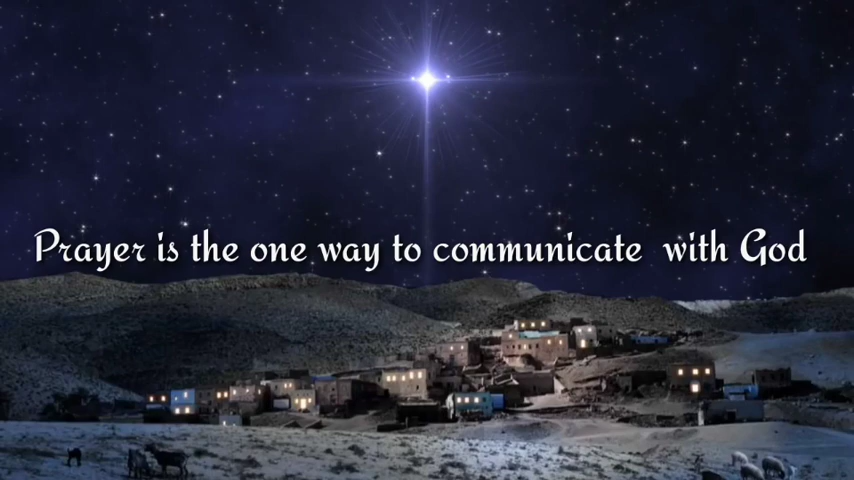 Prayer is the one way to communicate  with God